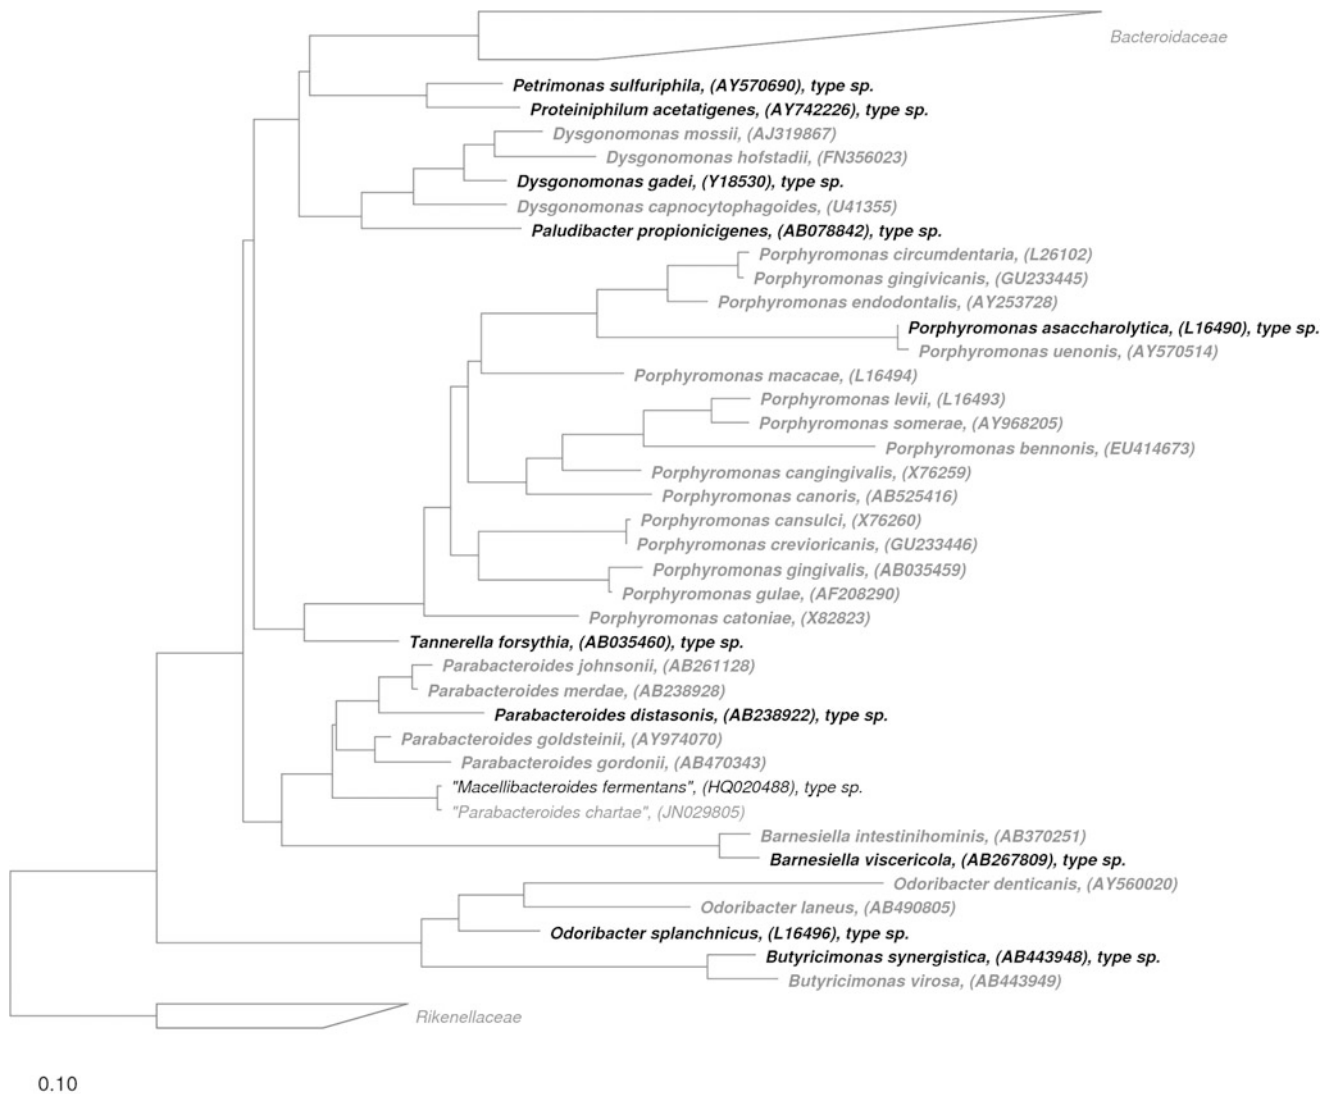 Bacteroidaceae
Petrimonas sulfuriphila, (AY570690), type sp.
Proteiniphilum acetatigenes, (AY742226), type sp.
Dysgonomonas mossii, (AJ319867)
Dysgonomonas hofstadii, (FN356023)
Dysgonomonas gadei, (Y18530), type sp.
Dysgonomonas capnocytophagoides, (U41355)
Paludibacter propionicigenes, (AB078842), type sp.
Porphyromonas circumdentaria, (L26102)
Porphyromonas gingivicanis, (GU233445)
Porphyromonas endodontalis, (AY253728)
Porphyromonas asaccharolytica, (L16490), type sp.
Porphyromonas uenonis, (AY570514)
Porphyromonas macacae, (L16494)
Porphyromonas levii, (L16493)
Porphyromonas somerae, (AY968205)
Porphyromonas bennonis, (EU414673)
Porphyromonas cangingivalis, (X76259)
Porphyromonas canoris, (AB525416)
Porphyromonas cansulci, (X76260)
Porphyromonas crevioricanis, (GU233446)
Porphyromonas gingivalis, (AB035459)
Porphyromonas gulae, (AF208290)
Porphyromonas catoniae, (X82823)
Tannerella forsythia, (AB035460), type sp.
Parabacteroides johnsonii, (AB261128)
Parabacteroides merdae, (AB238928)
Parabacteroides distasonis, (AB238922), type sp.
Parabacteroides goldsteinii, (AY974070)
Parabacteroides gordonii, (AB470343)
"Macellibacteroides fermentans", (HQ020488), type sp.
"Parabacteroides chartae", (JN029805)
Barnesiella intestinihominis, (AB370251)
Barnesiella viscericola, (AB267809), type sp.
Odoribacter denticanis, (AY560020)
Odoribacter laneus, (AB490805)
Odoribacter splanchnicus, (L16496), type sp.
Butyricimonas synergistica, (AB443948), type sp.
Butyricimonas virosa, (AB443949)
Rikenellaceae
0.10